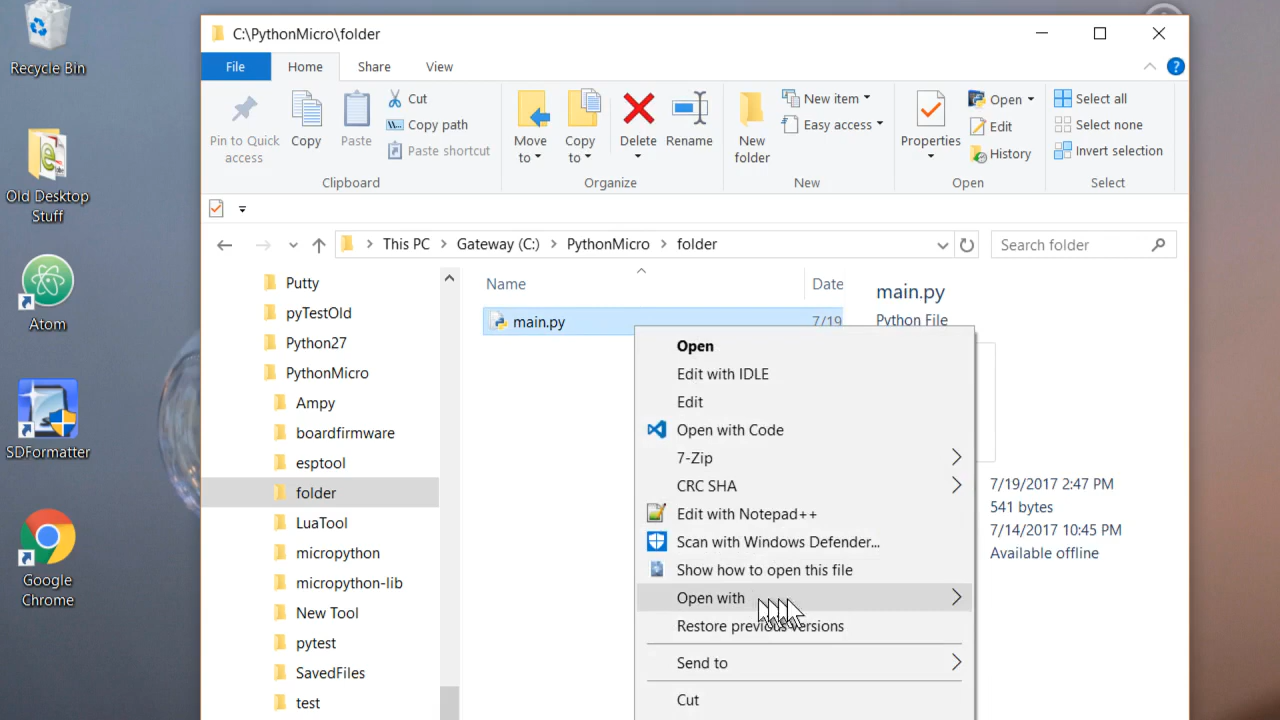 Recycle Bin
Old Desktop
Stuff
Atom
SDFormatter
Google
Chrome
C:\PythonMicro\folder
File
Home
Share
View
Pin to Quick
access
Copy
Paste
Cut
Copy path
Paste shortcut
Clipboard
Move
to
Copy
to
Delete
Rename
Organize
New
folder
New item
Easy access
New
Properties
Open
Edit
History
Open
Select all
Select none
Invert selection
Select
This PC
Gateway (C:)
PythonMicro
folder
Search folder
Putty
pyTestOld
Python27
PythonMicro
Ampy
boardfirmware
esptool
folder
LuaTool
micropython
micropython-lib
New Tool
pytest
SavedFiles
test
Name
Date
main.py
7/19
main.py
Python File
7/19/2017 2:47 PM
541 bytes
7/14/2017 10:45 PM
Available offline
Open
Edit with IDLE
Edit
Open with Code
7-Zip
CRC SHA
Edit with Notepad++
Scan with Windows Defender...
Show how to open this file
Open with
Restore previous versions
Send to
Cut